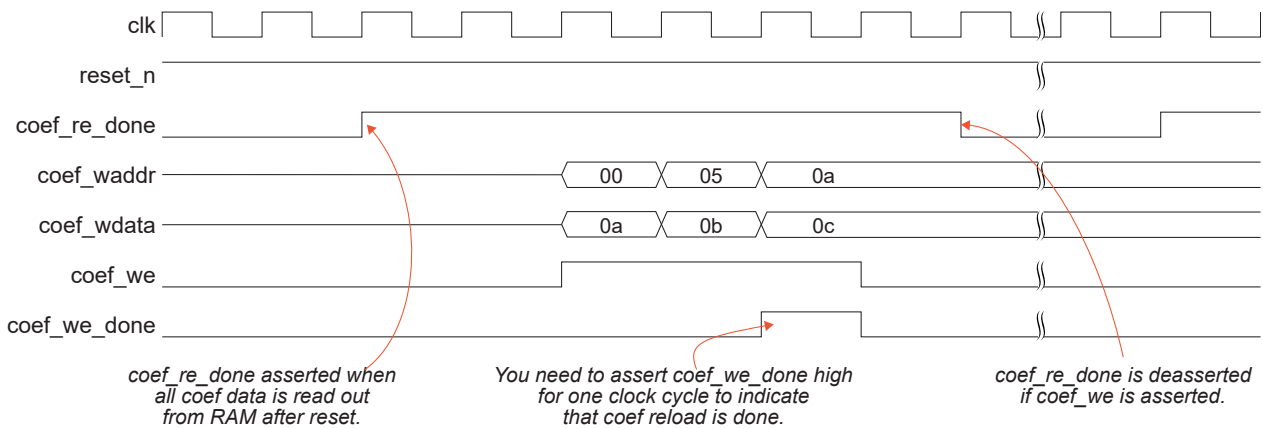 clk
reset_n
coef_re_done
coef_waddr 00 05 0a
coef_wdata 0a 0b 0c
coef_we
coef_we_done
coef_re_done asserted when
all coef data is read out
from RAM after reset.
You need to assert coef_we_done high
for one clock cycle to indicate
that coef reload is done.
coef_re_done is deasserted
if coef_we is asserted.